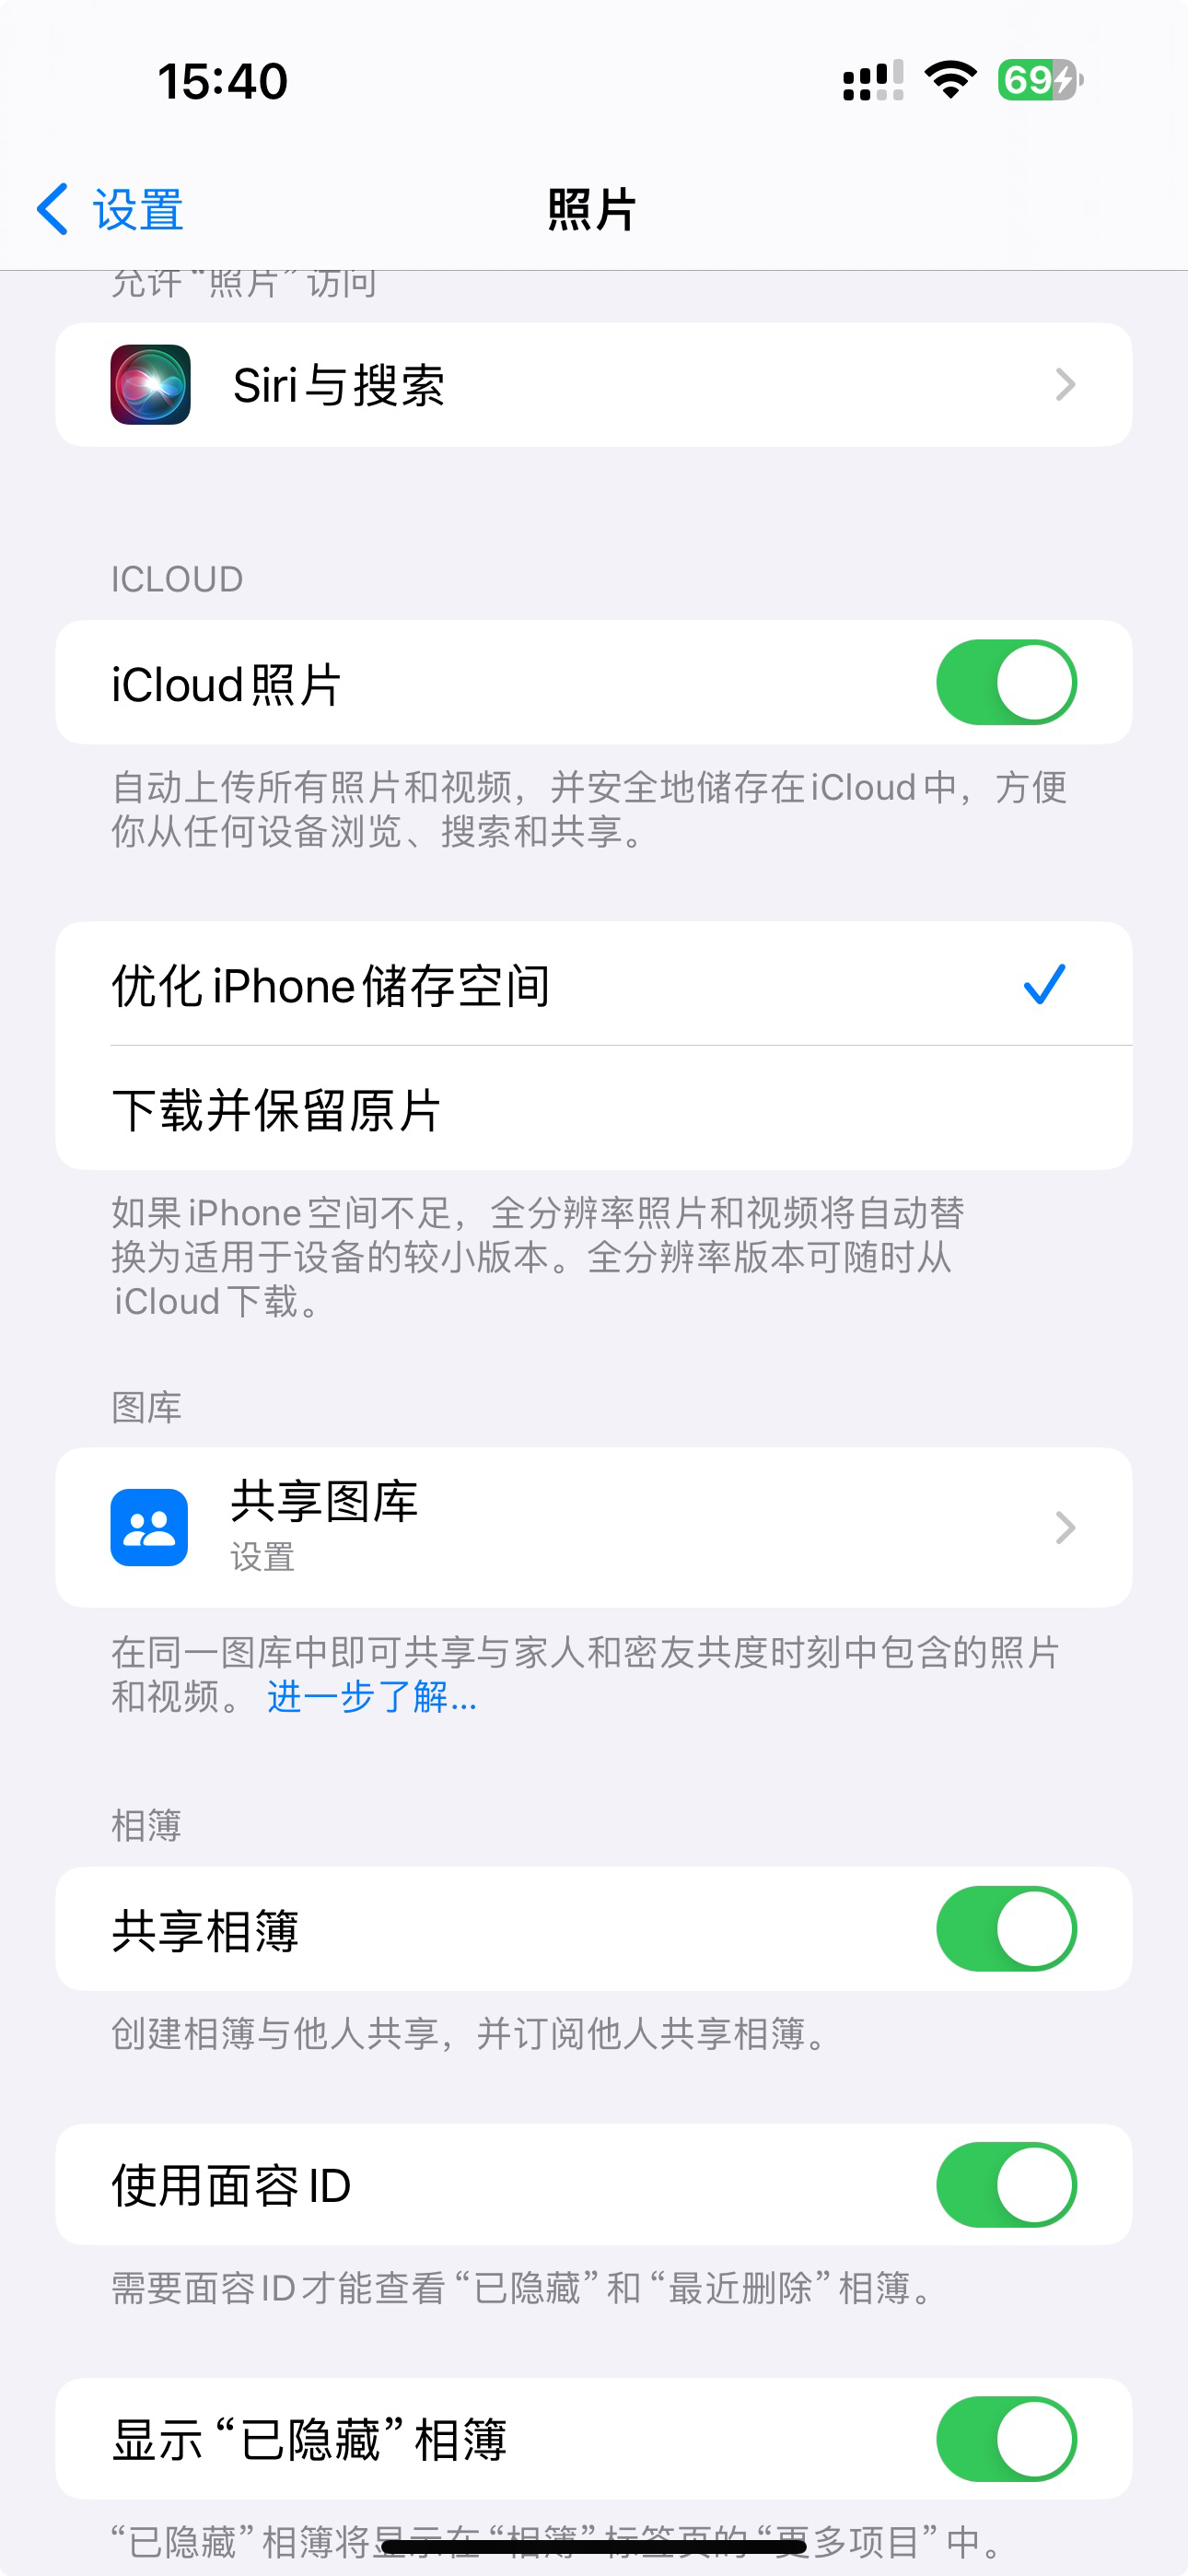 15:40
69
设置
照片
允许“照片”访问
Siri与搜索
ICLOUD
iCloud照片
自动上传所有照片和视频，并安全地储存在iCloud中，方便
你从任何设备浏览、搜索和共享。
优化iPhone储存空间
下载并保留原片
如果iPhone空间不足，全分辨率照片和视频将自动替
换为适用于设备的较小版本。全分辨率版本可随时从
iCloud下载。
图库
共享图库
设置
在同一图库中即可共享与家人和密友共度时刻中包含的照片
和视频。进一步了解...
相簿
共享相簿
创建相簿与他人共享，并订阅他人共享相簿。
使用面容ID
需要面容ID才能查看“已隐藏”和“最近删除”相簿。
显示“已隐藏”相簿
“已隐藏”相簿将显示在“相簿”标签页的“更多项目”中。